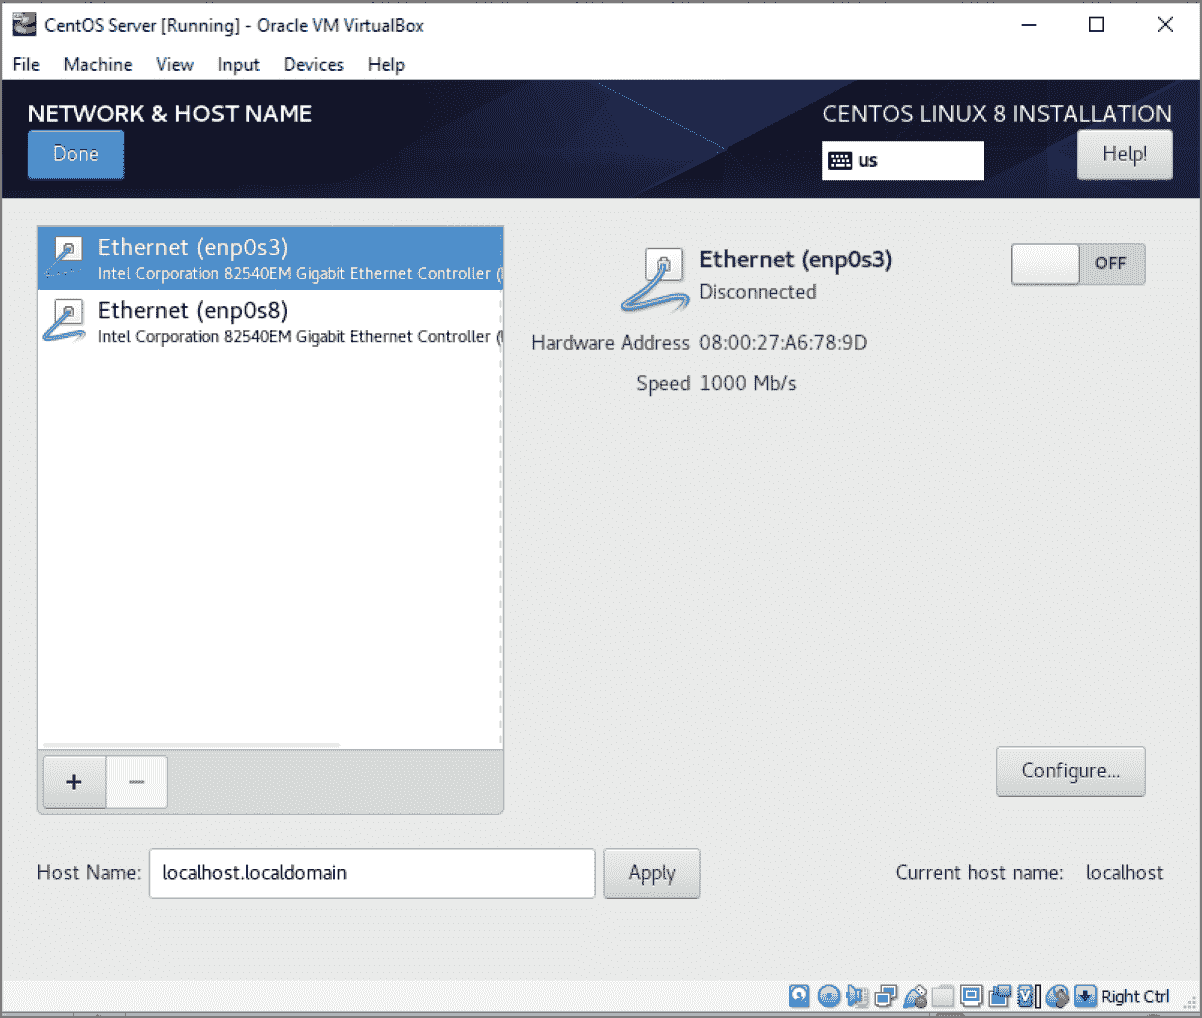 CentOS Server [Running] - Oracle VM VirtualBox
File Machine View Input Devices Help
NETWORK & HOST NAME
CENTOS LINUX 8 INSTALLATION
Done
us
Help!
Ethernet (enp0s3)
Intel Corporation 82540EM Gigabit Ethernet Controller (
Ethernet (enp0s8)
Intel Corporation 82540EM Gigabit Ethernet Controller (
Ethernet (enp0s3)
Disconnected
OFF
Hardware Address 08:00:27:A6:78:9D
Speed 1000 Mb/s
+ −
Configure...
Host Name: localhost.localdomain
Apply
Current host name: localhost
Right Ctrl